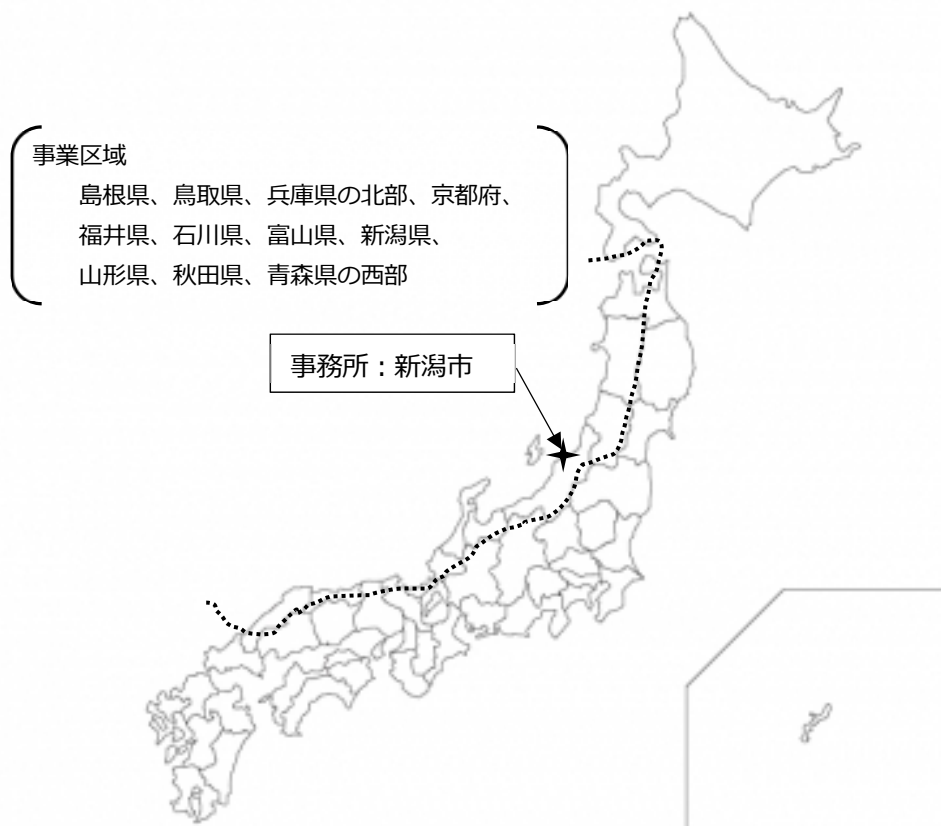 事業区域
島根県、鳥取県、兵庫県の北部、京都府、
福井県、石川県、富山県、新潟県、
山形県、秋田県、青森県の西部
事務所：新潟市